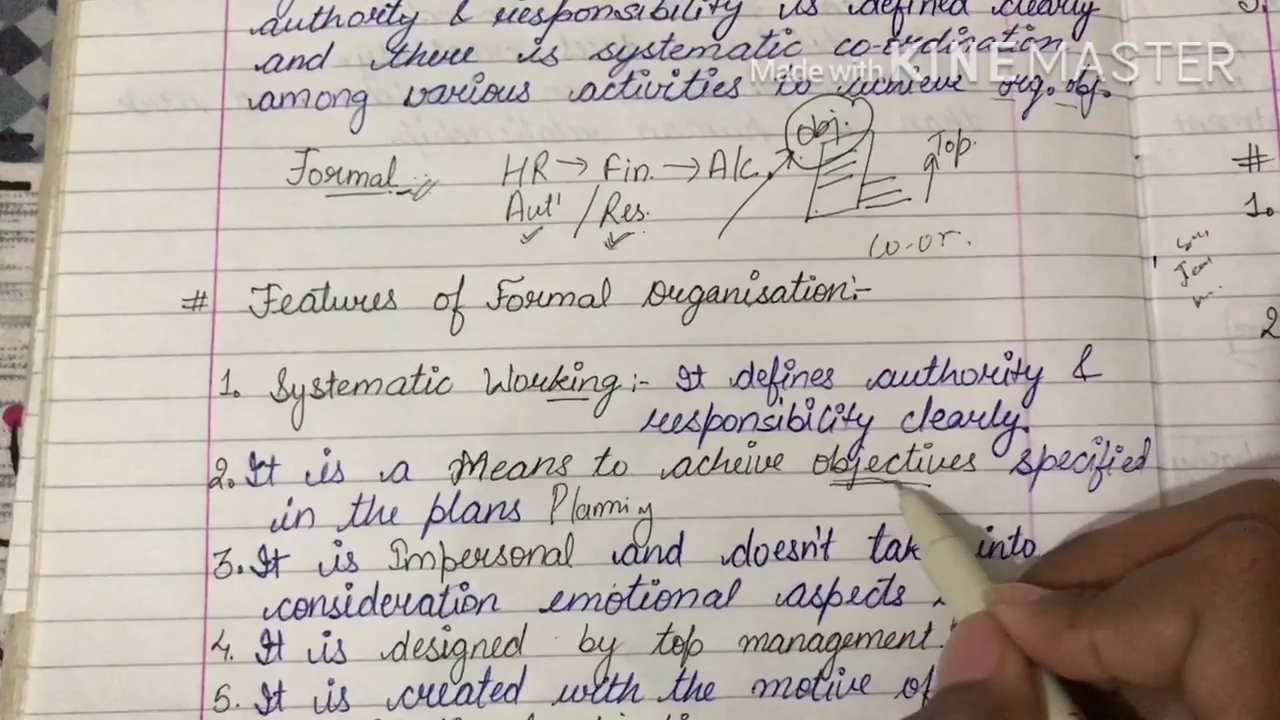 authority & responsibility is defined clearly
and there is systematic co-ordination
Made with KINEMASTER
among various activities to achieve org. obj.
Formal HR → Fin. → A/c. Obj. Top.
Aut' / Res.
co-or.
# Features of Formal Organisation:-
1. Systematic Working:- It defines authority &
responsibility clearly.
2. It is a Means to acheive objectives specified
in the plans Planning
3. It is Impersonal and doesn't tak into
consideration emotional aspects
4. It is designed by top management.
5. It is created with the motive of
#
1.
2